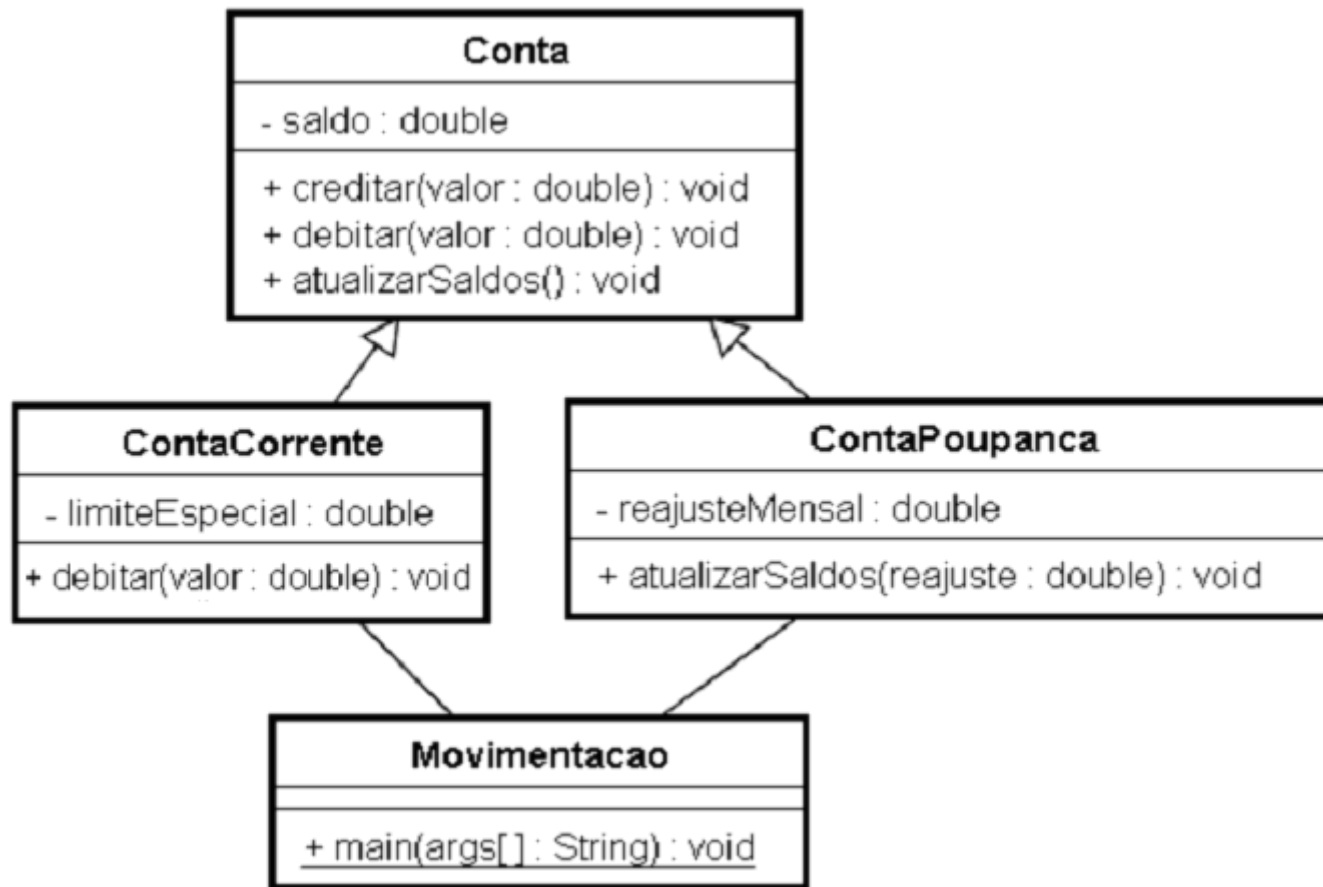 Conta
- saldo : double
+ creditar(valor : double) : void
+ debitar(valor : double) : void
+ atualizarSaldos() : void
ContaCorrente
- limiteEspecial : double
+ debitar(valor : double) : void
ContaPoupanca
- reajusteMensal : double
+ atualizarSaldos(reajuste : double) : void
Movimentacao
+ main(args[ ] : String) : void